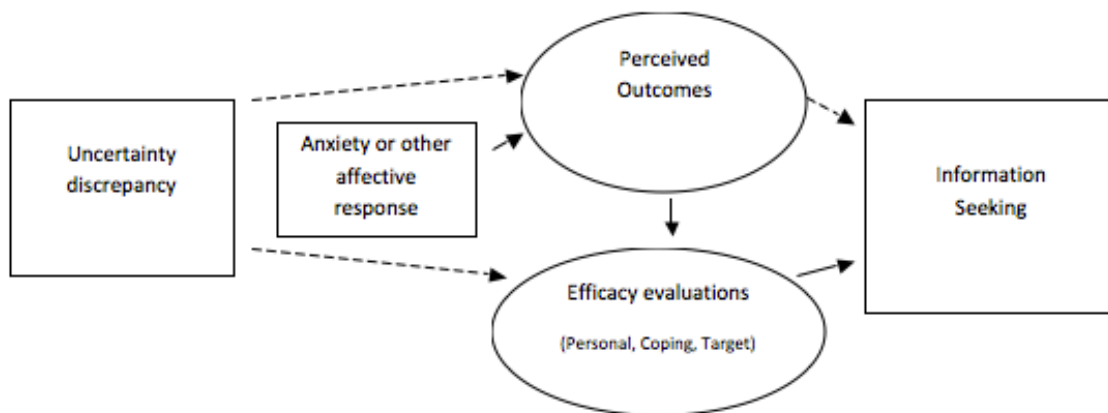 Perceived
Outcomes
Uncertainty
discrepancy
Anxiety or other
affective
response
Information
Seeking
Efficacy evaluations
(Personal, Coping, Target)